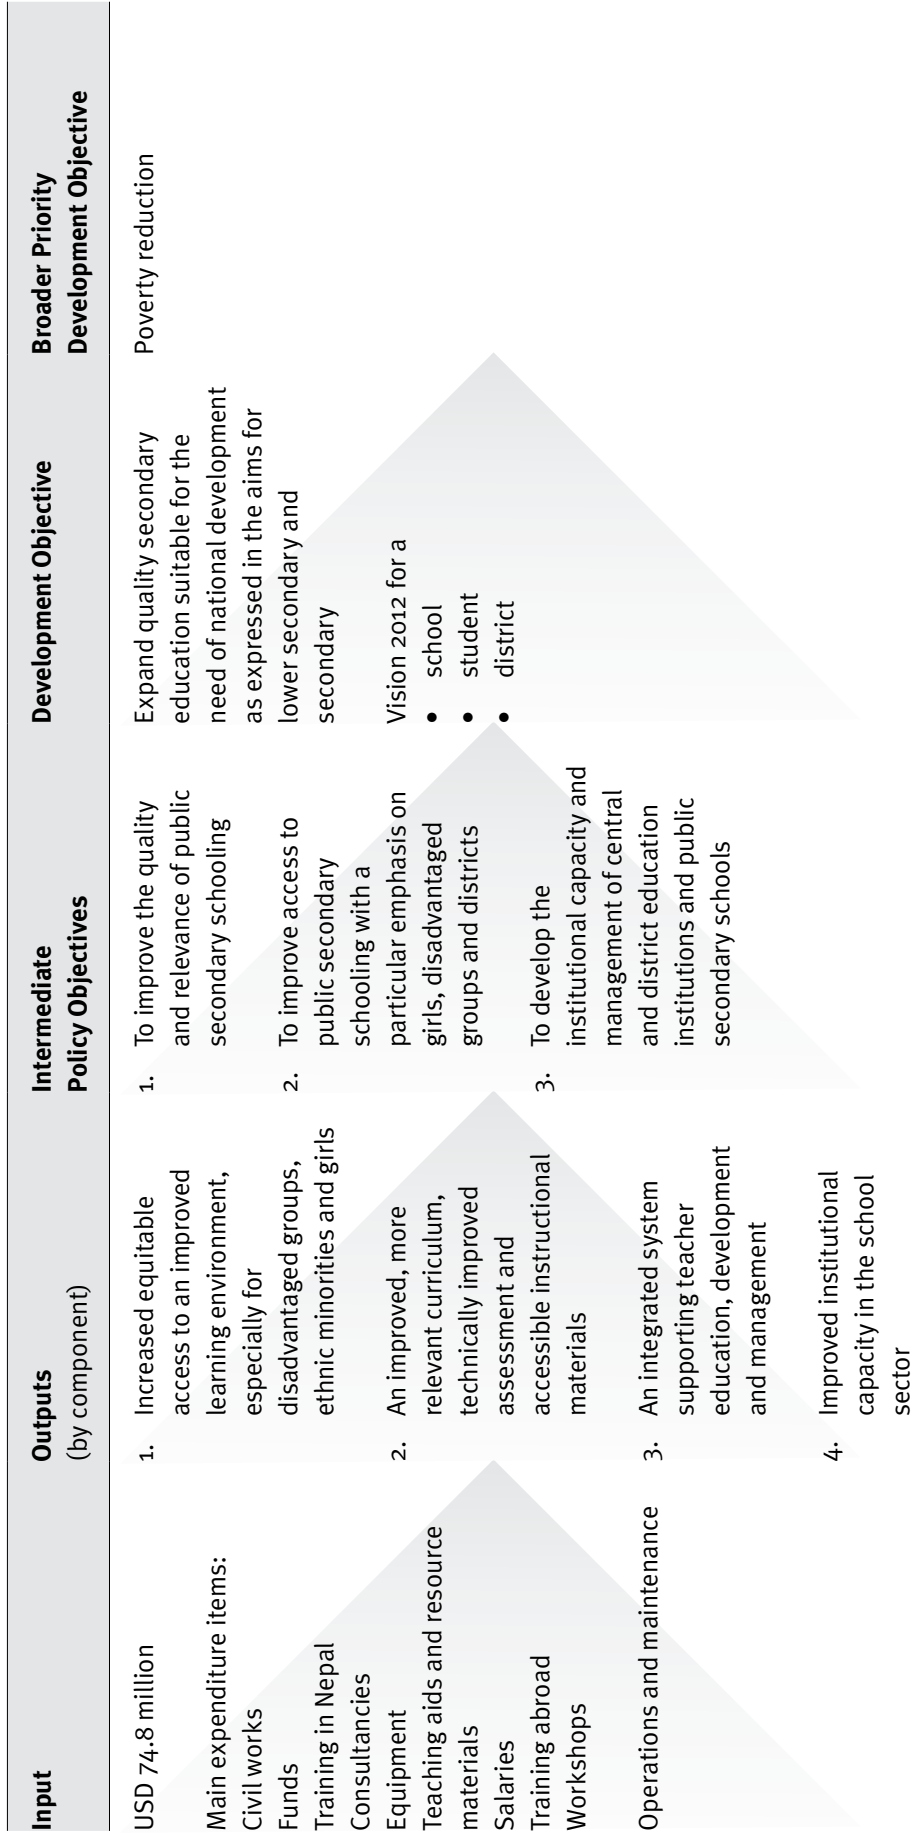 Input
USD 74.8 million
Main expenditure items:
Civil works
Funds
Training in Nepal
Consultancies
Equipment
Teaching aids and resource
materials
Salaries
Training abroad
Workshops
Operations and maintenance
Outputs
(by component)
1. Increased equitable
access to an improved
learning environment,
especially for
disadvantaged groups,
ethnic minorities and girls
2. An improved, more
relevant curriculum,
technically improved
assessment and
accessible instructional
materials
3. An integrated system
supporting teacher
education, development
and management
4. Improved institutional
capacity in the school
sector
Intermediate
Policy Objectives
1. To improve the quality
and relevance of public
secondary schooling
2. To improve access to
public secondary
schooling with a
particular emphasis on
girls, disadvantaged
groups and districts
3. To develop the
institutional capacity and
management of central
and district education
institutions and public
secondary schools
Development Objective
Expand quality secondary
education suitable for the
need of national development
as expressed in the aims for
lower secondary and
secondary
Vision 2012 for a
• school
• student
• district
Broader Priority
Development Objective
Poverty reduction